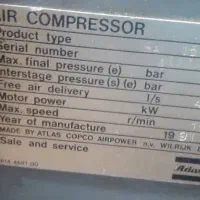 AIR COMPRESSOR
Product type
Serial number
Max. final pressure (e) bar
Interstage pressure (s) (e) bar
Free air delivery l/s
Motor power kW
Max. speed r/min
Year of manufacture 19
MADE BY ATLAS COPCO AIRPOWER n.v. WILRIJK
Sale and service